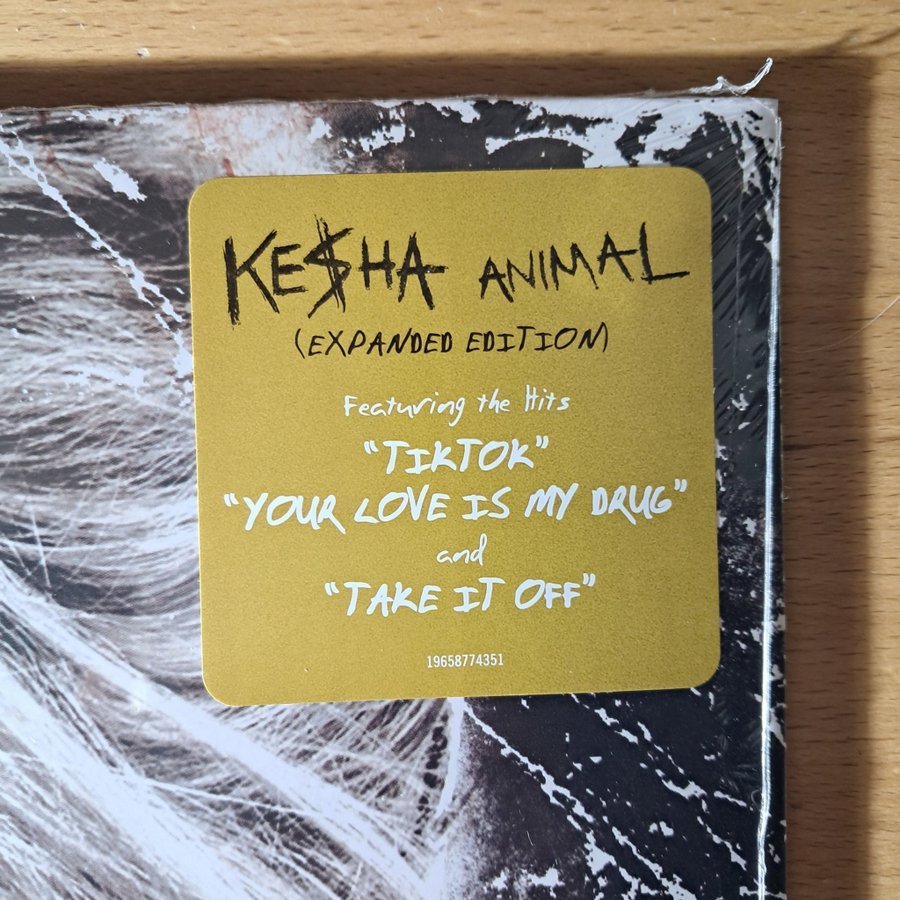 KE$HA ANIMAL
(EXPANDED EDITION)
Featuring the Hits
"TIKTOK"
"YOUR LOVE IS MY DRUG"
and
"TAKE IT OFF"
19658774351